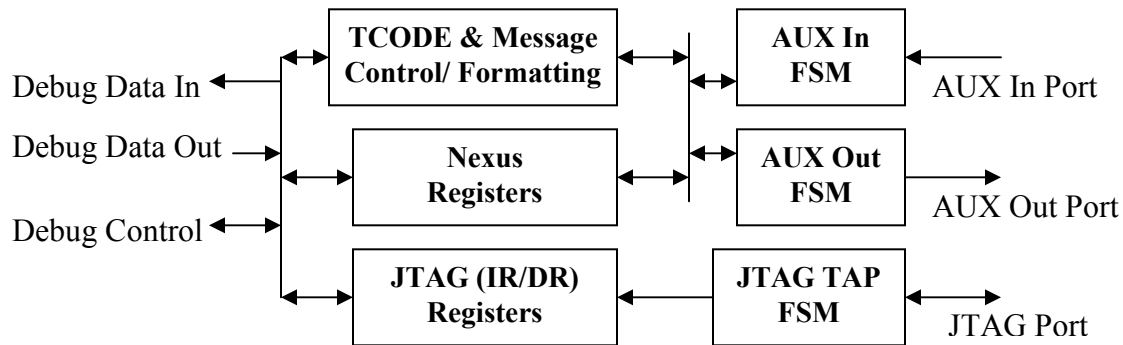 TCODE & Message
Control/ Formatting
AUX In
FSM
Debug Data In
AUX In Port
Debug Data Out
Nexus
Registers
AUX Out
FSM
AUX Out Port
Debug Control
JTAG (IR/DR)
Registers
JTAG TAP
FSM
JTAG Port